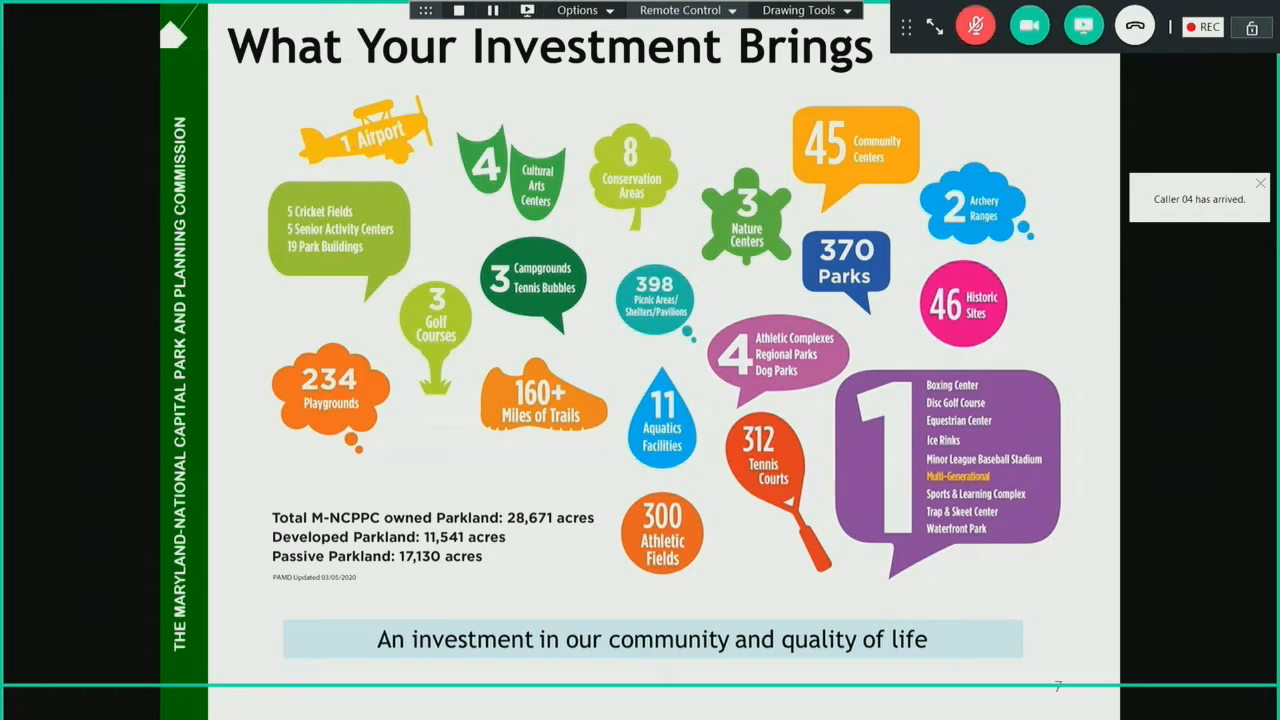 Options
Remote Control
Drawing Tools
REC
What Your Investment Brings
THE MARYLAND-NATIONAL CAPITAL PARK AND PLANNING COMMISSION
1 Airport
4
Cultural
Arts
Centers
8
Conservation
Areas
45
Community
Centers
3
Nature
Centers
2
Archery
Ranges
Caller 04 has arrived.
5 Cricket Fields
5 Senior Activity Centers
19 Park Buildings
3
Campgrounds
Tennis Bubbles
398
Picnic Areas/
Shelters/Pavilions
370
Parks
46
Historic
Sites
3
Golf
Courses
4
Athletic Complexes
Regional Parks
Dog Parks
234
Playgrounds
160+
Miles of Trails
11
Aquatics
Facilities
312
Tennis
Courts
1
Boxing Center
Disc Golf Course
Equestrian Center
Ice Rinks
Minor League Baseball Stadium
Multi-Generational
Sports & Learning Complex
Trap & Skeet Center
Waterfront Park
300
Athletic
Fields
Total M-NCPPC owned Parkland: 28,671 acres
Developed Parkland: 11,541 acres
Passive Parkland: 17,130 acres
PAMD Updated 03/05/2020
An investment in our community and quality of life
7